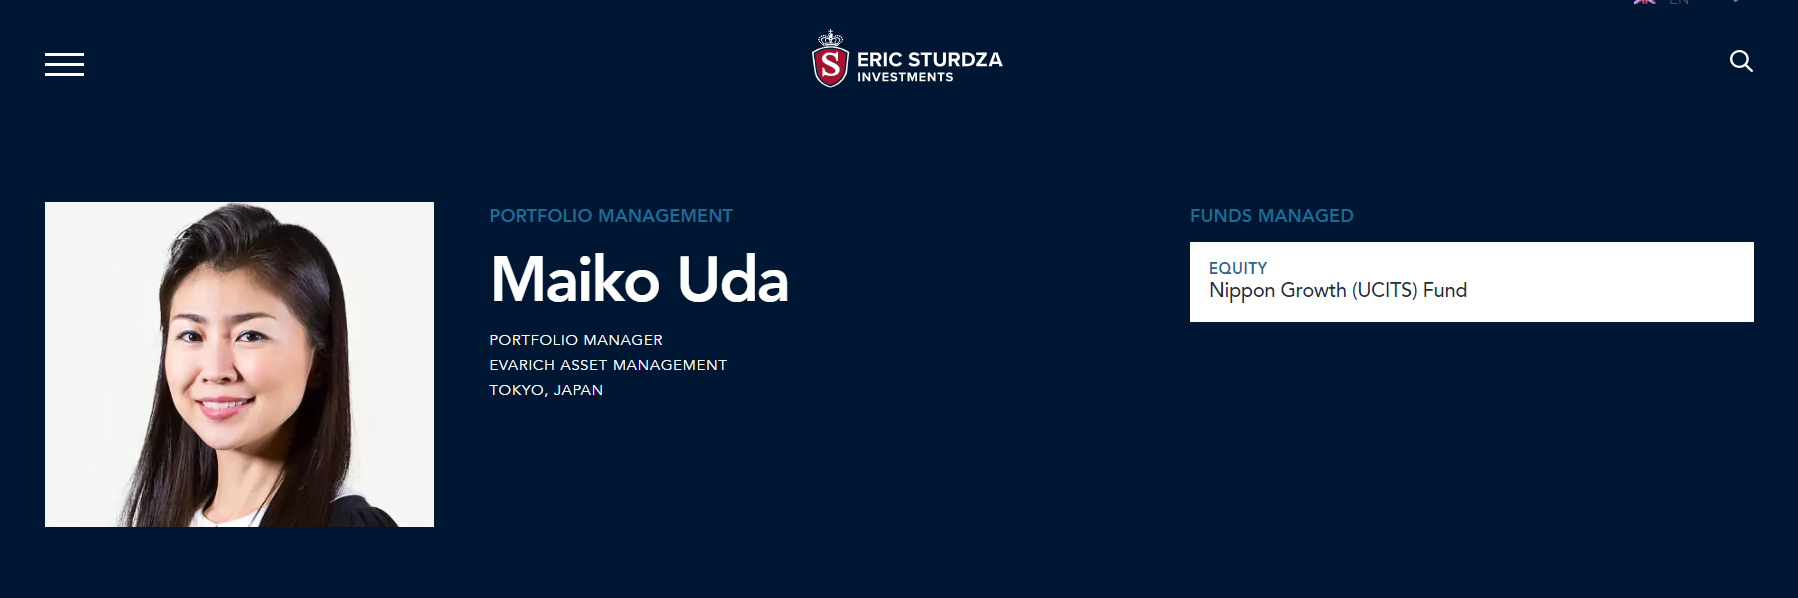 EN
S
ERIC STURDZA
INVESTMENTS
PORTFOLIO MANAGEMENT
Maiko Uda
PORTFOLIO MANAGER
EVARICH ASSET MANAGEMENT
TOKYO, JAPAN
FUNDS MANAGED
EQUITY
Nippon Growth (UCITS) Fund